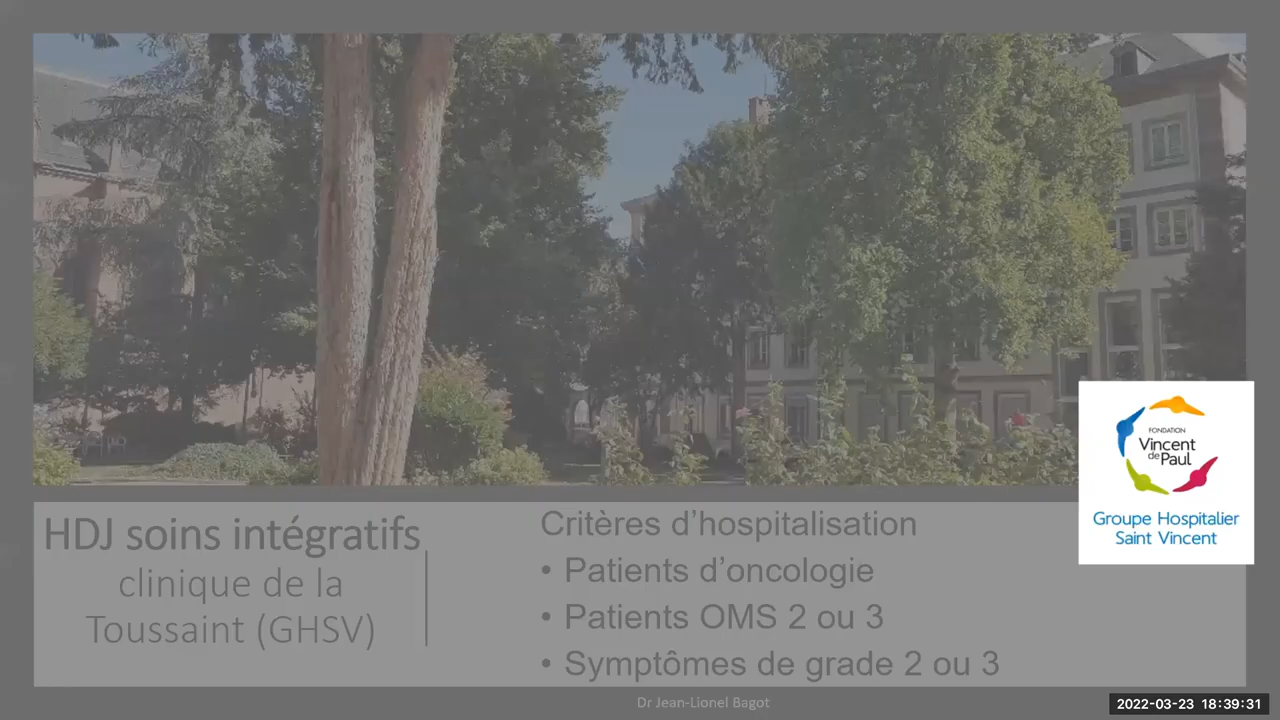 FONDATION
Vincent
de Paul
Groupe Hospitalier
Saint Vincent
HDJ soins intégratifs
clinique de la
Toussaint (GHSV)
Critères d’hospitalisation
• Patients d’oncologie
• Patients OMS 2 ou 3
• Symptômes de grade 2 ou 3
Dr Jean-Lionel Bagot
2022-03-23 18:39:31